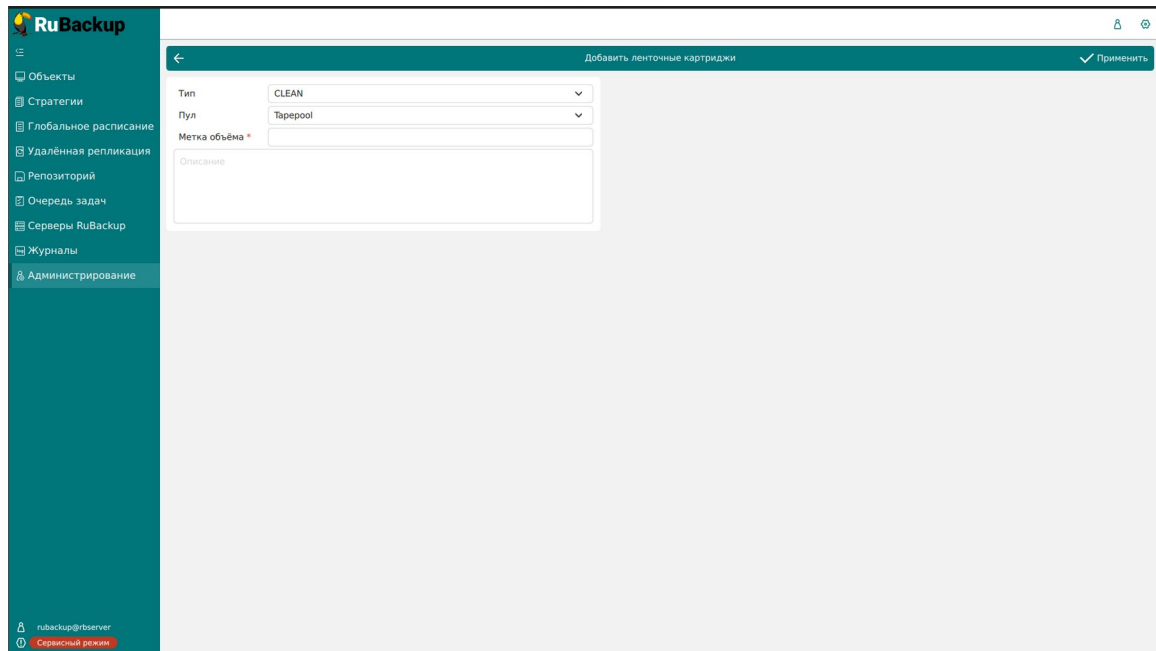 RuBackup
Добавить ленточные картриджи
Применить
Объекты
Стратегии
Глобальное расписание
Удалённая репликация
Репозиторий
Очередь задач
Серверы RuBackup
Журналы
Администрирование
Тип CLEAN
Пул Tapepool
Метка объёма *
Описание
rubackup@rbserver
Сервисный режим